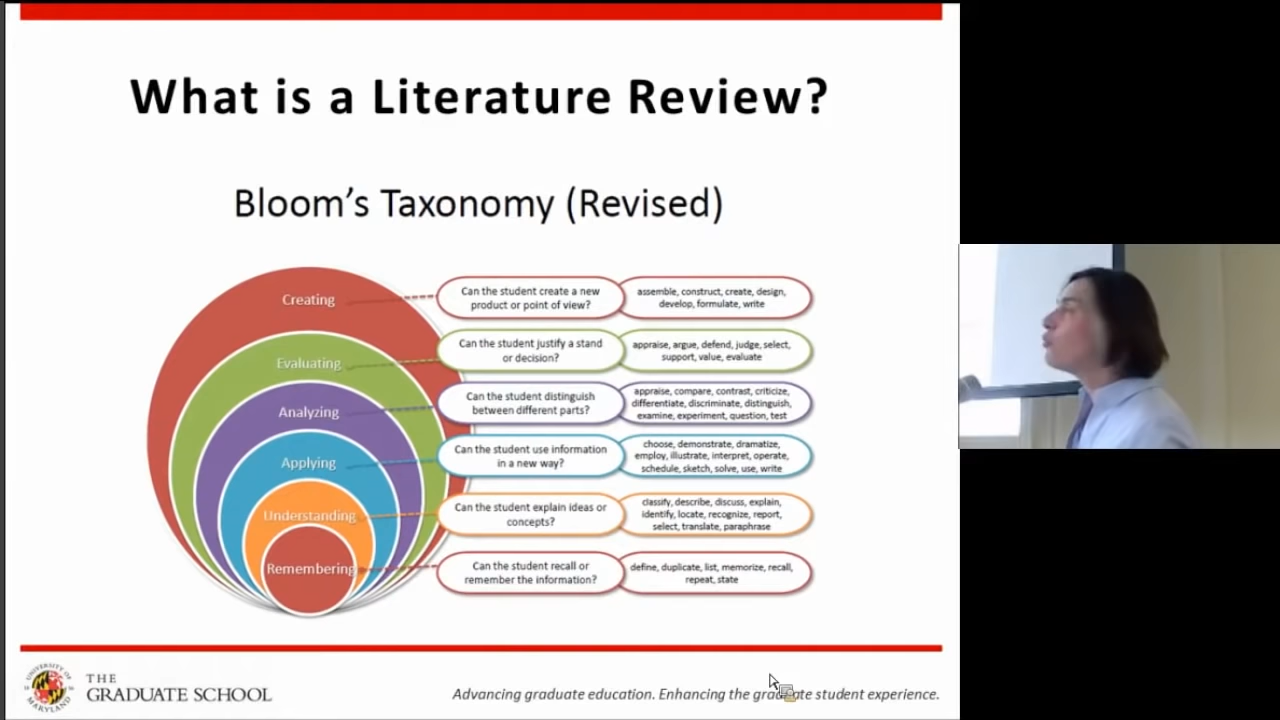 What is a Literature Review?
Bloom's Taxonomy (Revised)
Creating
Can the student create a new
product or point of view?
assemble, construct, create, design,
develop, formulate, write
Evaluating
Can the student justify a stand
or decision?
appraise, argue, defend, judge, select,
support, value, evaluate
Analyzing
Can the student distinguish
between different parts?
appraise, compare, contrast, criticize,
differentiate, discriminate, distinguish,
examine, experiment, question, test
Applying
Can the student use information
in a new way?
choose, demonstrate, dramatize,
employ, illustrate, interpret, operate,
schedule, sketch, solve, use, write
Understanding
Can the student explain ideas or
concepts?
classify, describe, discuss, explain,
identify, locate, recognize, report,
select, translate, paraphrase
Remembering
Can the student recall or
remember the information?
define, duplicate, list, memorize, recall,
repeat, state
UNIVERSITY OF
MARYLAND
THE
GRADUATE SCHOOL
Advancing graduate education. Enhancing the graduate student experience.